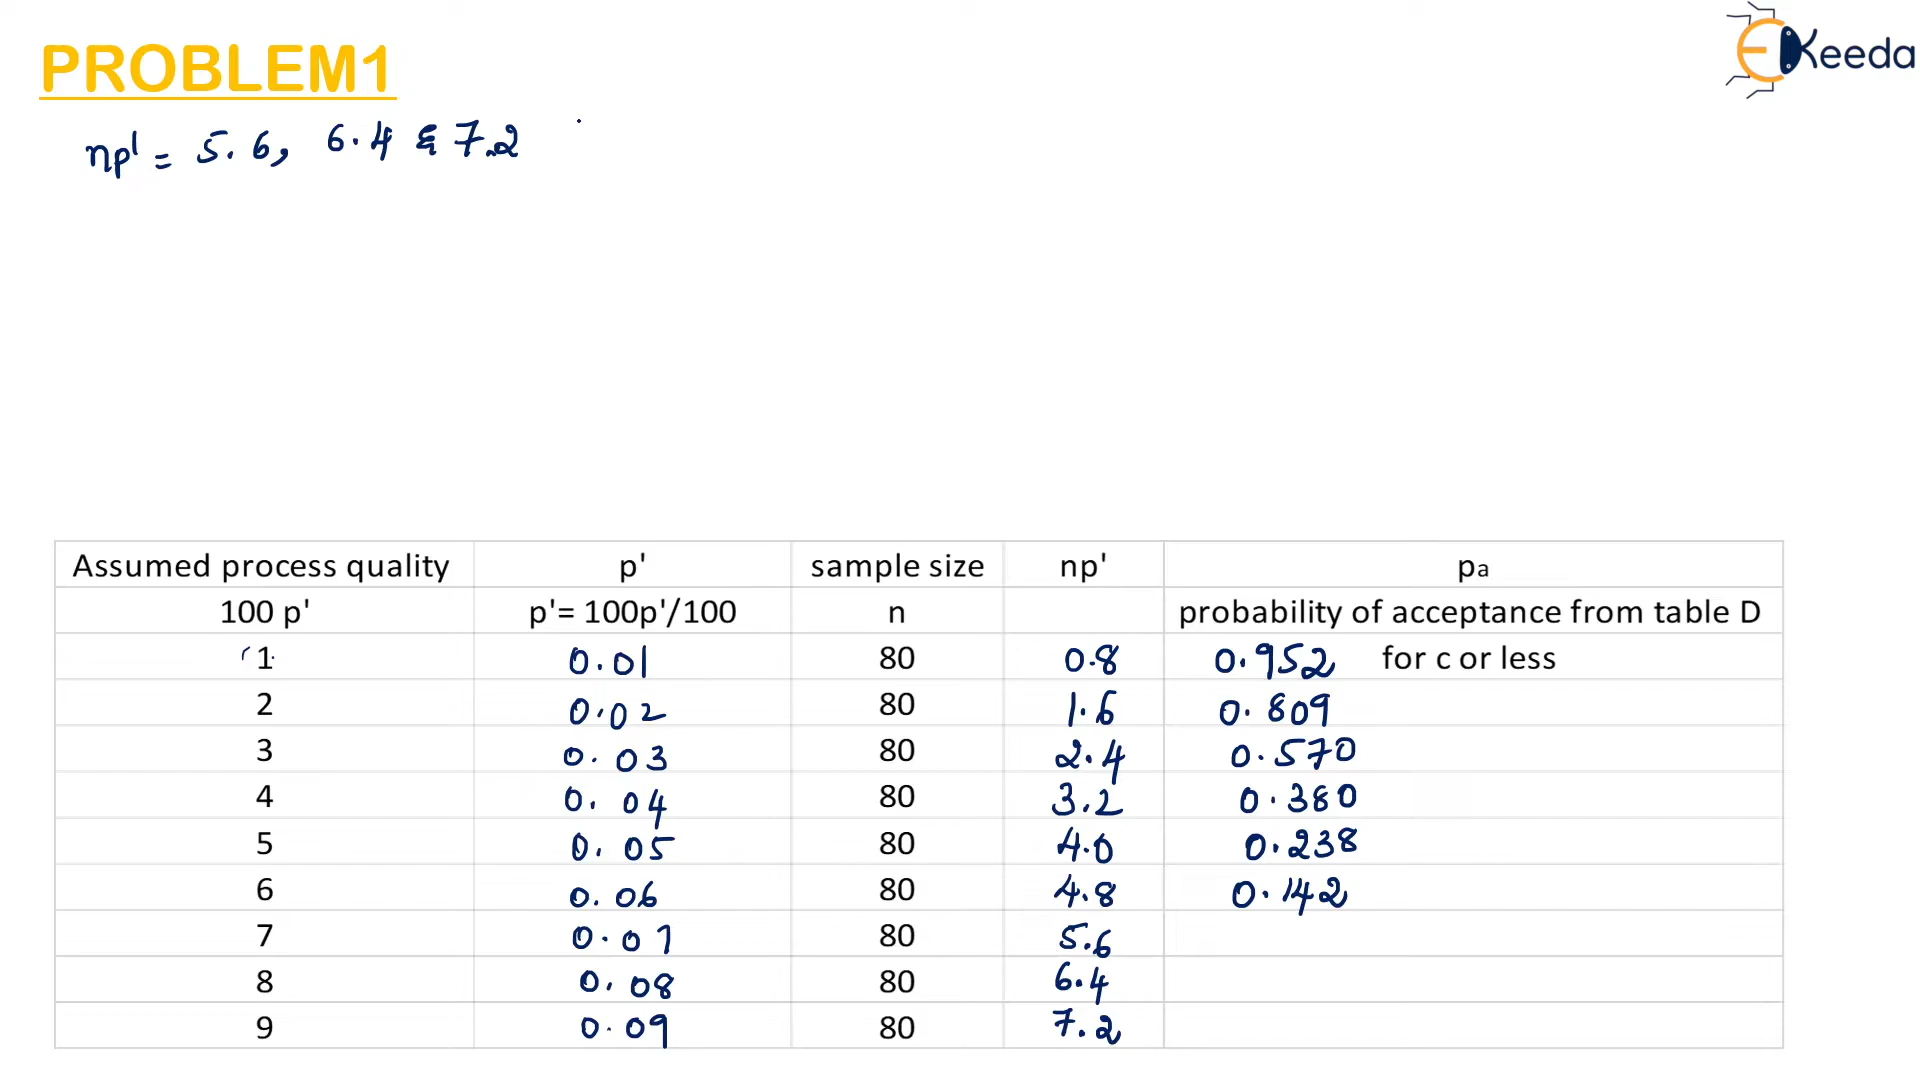 PROBLEM1
EKeeda
np' = 5.6, 6.4 & 7.2
Assumed process quality p' sample size np' pa
100 p' p'= 100p'/100 n probability of acceptance from table D
1 0.01 80 0.8 0.952 for c or less
2 0.02 80 1.6 0.809
3 0.03 80 2.4 0.570
4 0.04 80 3.2 0.380
5 0.05 80 4.0 0.238
6 0.06 80 4.8 0.142
7 0.07 80 5.6
8 0.08 80 6.4
9 0.09 80 7.2